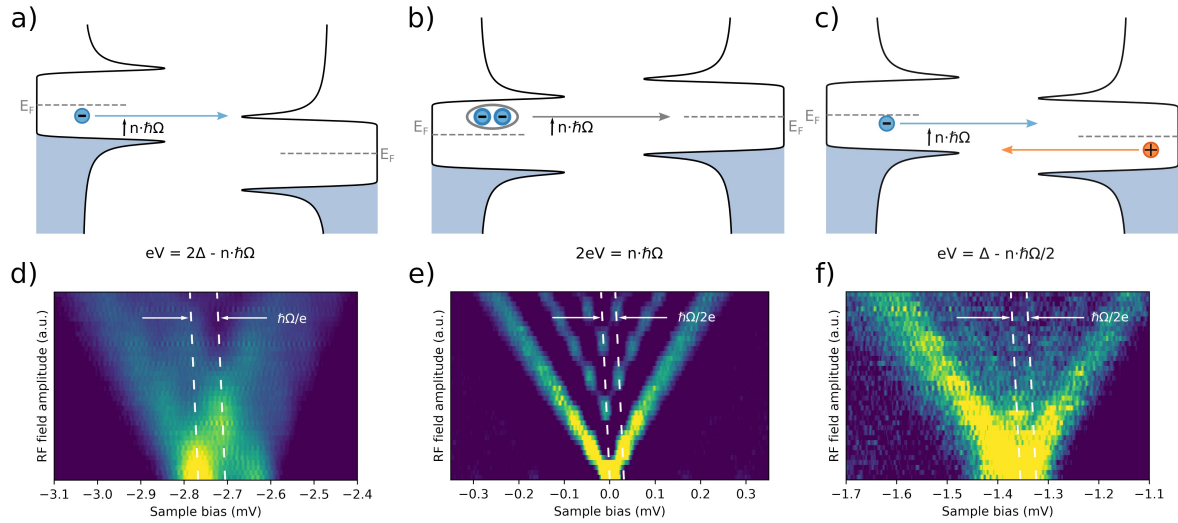 a)
b)
c)
E_F
n·ℏΩ
E_F
E_F
n·ℏΩ
E_F
E_F
n·ℏΩ
E_F
eV = 2Δ - n·ℏΩ
2eV = n·ℏΩ
eV = Δ - n·ℏΩ/2
d)
e)
f)
RF field amplitude (a.u.)
ℏΩ/e
−3.1 −3.0 −2.9 −2.8 −2.7 −2.6 −2.5 −2.4
Sample bias (mV)
RF field amplitude (a.u.)
ℏΩ/2e
−0.3 −0.2 −0.1 0.0 0.1 0.2 0.3
Sample bias (mV)
RF field amplitude (a.u.)
ℏΩ/2e
−1.7 −1.6 −1.5 −1.4 −1.3 −1.2 −1.1
Sample bias (mV)